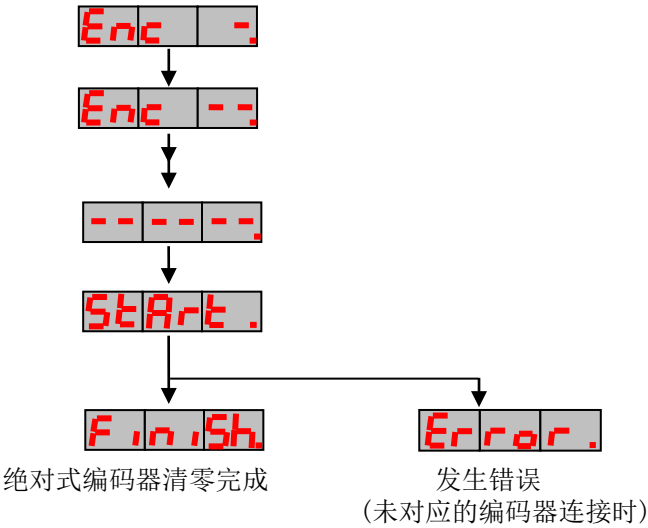 Enc -.
Enc --.
------.
StArt .
FiniSh.
Error .
绝对式编码器清零完成
发生错误
(未对应的编码器连接时)